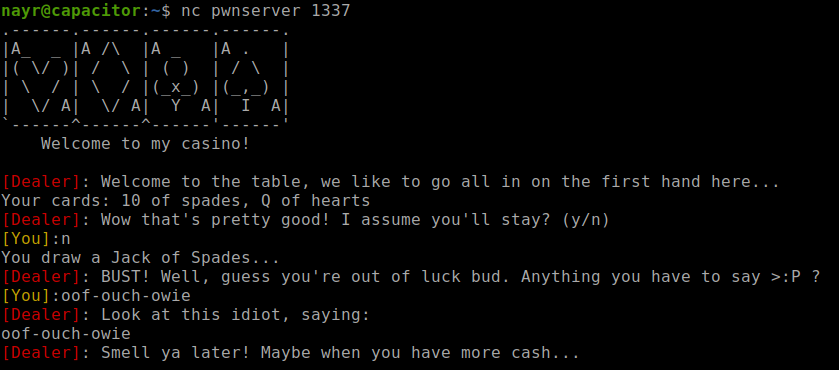 nayr@capacitor:~$ nc pwnserver 1337
.------.------.------.------.
|A_  _ |A /\  |A _   |A .   |
|( \/ )| /  \ | ( )  | / \  |
| \  / | \  / |(_x_) |(_,_) |
|  \/ A|  \/ A|  Y  A|  I  A|
`------^------^------'------'
    Welcome to my casino!
[Dealer]: Welcome to the table, we like to go all in on the first hand here...
Your cards: 10 of spades, Q of hearts
[Dealer]: Wow that's pretty good! I assume you'll stay? (y/n)
[You]:n
You draw a Jack of Spades...
[Dealer]: BUST! Well, guess you're out of luck bud. Anything you have to say >:P ?
[You]:oof-ouch-owie
[Dealer]: Look at this idiot, saying:
oof-ouch-owie
[Dealer]: Smell ya later! Maybe when you have more cash...